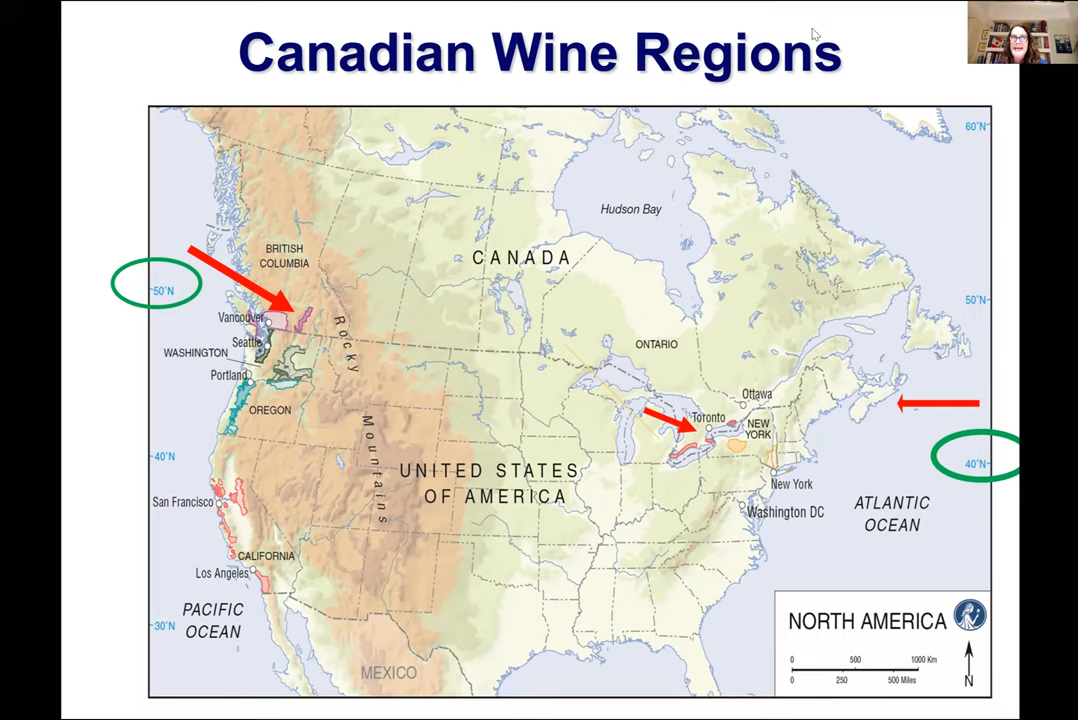 Canadian Wine Regions
60°N
Hudson Bay
CANADA
BRITISH
COLUMBIA
50°N
50°N
Vancouver
Rocky
Mountains
Seattle
WASHINGTON
ONTARIO
Portland
OREGON
Ottawa
Toronto
NEW
YORK
40°N
40°N
UNITED STATES
OF AMERICA
New York
San Francisco
Washington DC
ATLANTIC
OCEAN
CALIFORNIA
Los Angeles
PACIFIC
OCEAN
30°N
MEXICO
NORTH AMERICA
0 500 1000 Km
0 250 500 Miles
N